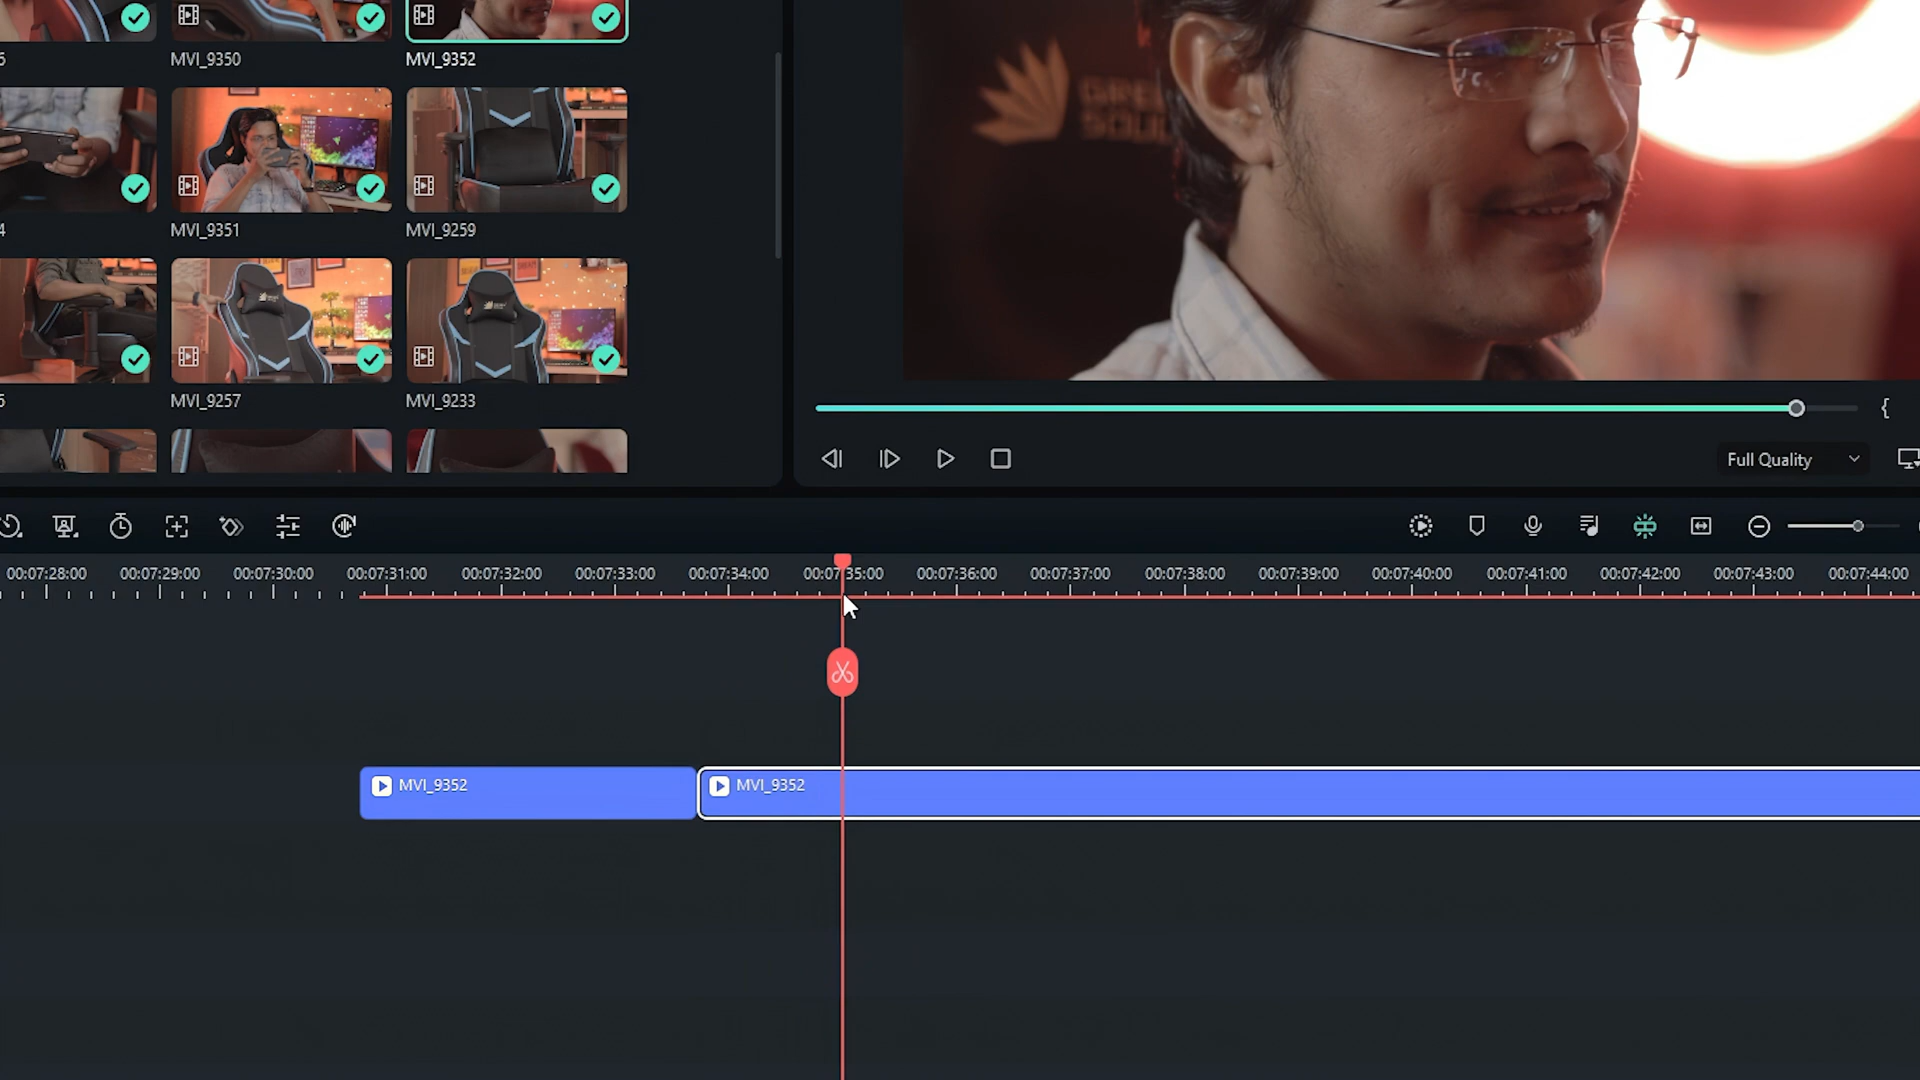 MVI_9350
MVI_9352
MVI_9351
MVI_9259
MVI_9257
MVI_9233
Full Quality
00:07:28:00
00:07:29:00
00:07:30:00
00:07:31:00
00:07:32:00
00:07:33:00
00:07:34:00
00:07:35:00
00:07:36:00
00:07:37:00
00:07:38:00
00:07:39:00
00:07:40:00
00:07:41:00
00:07:42:00
00:07:43:00
00:07:44:00
MVI_9352
MVI_9352